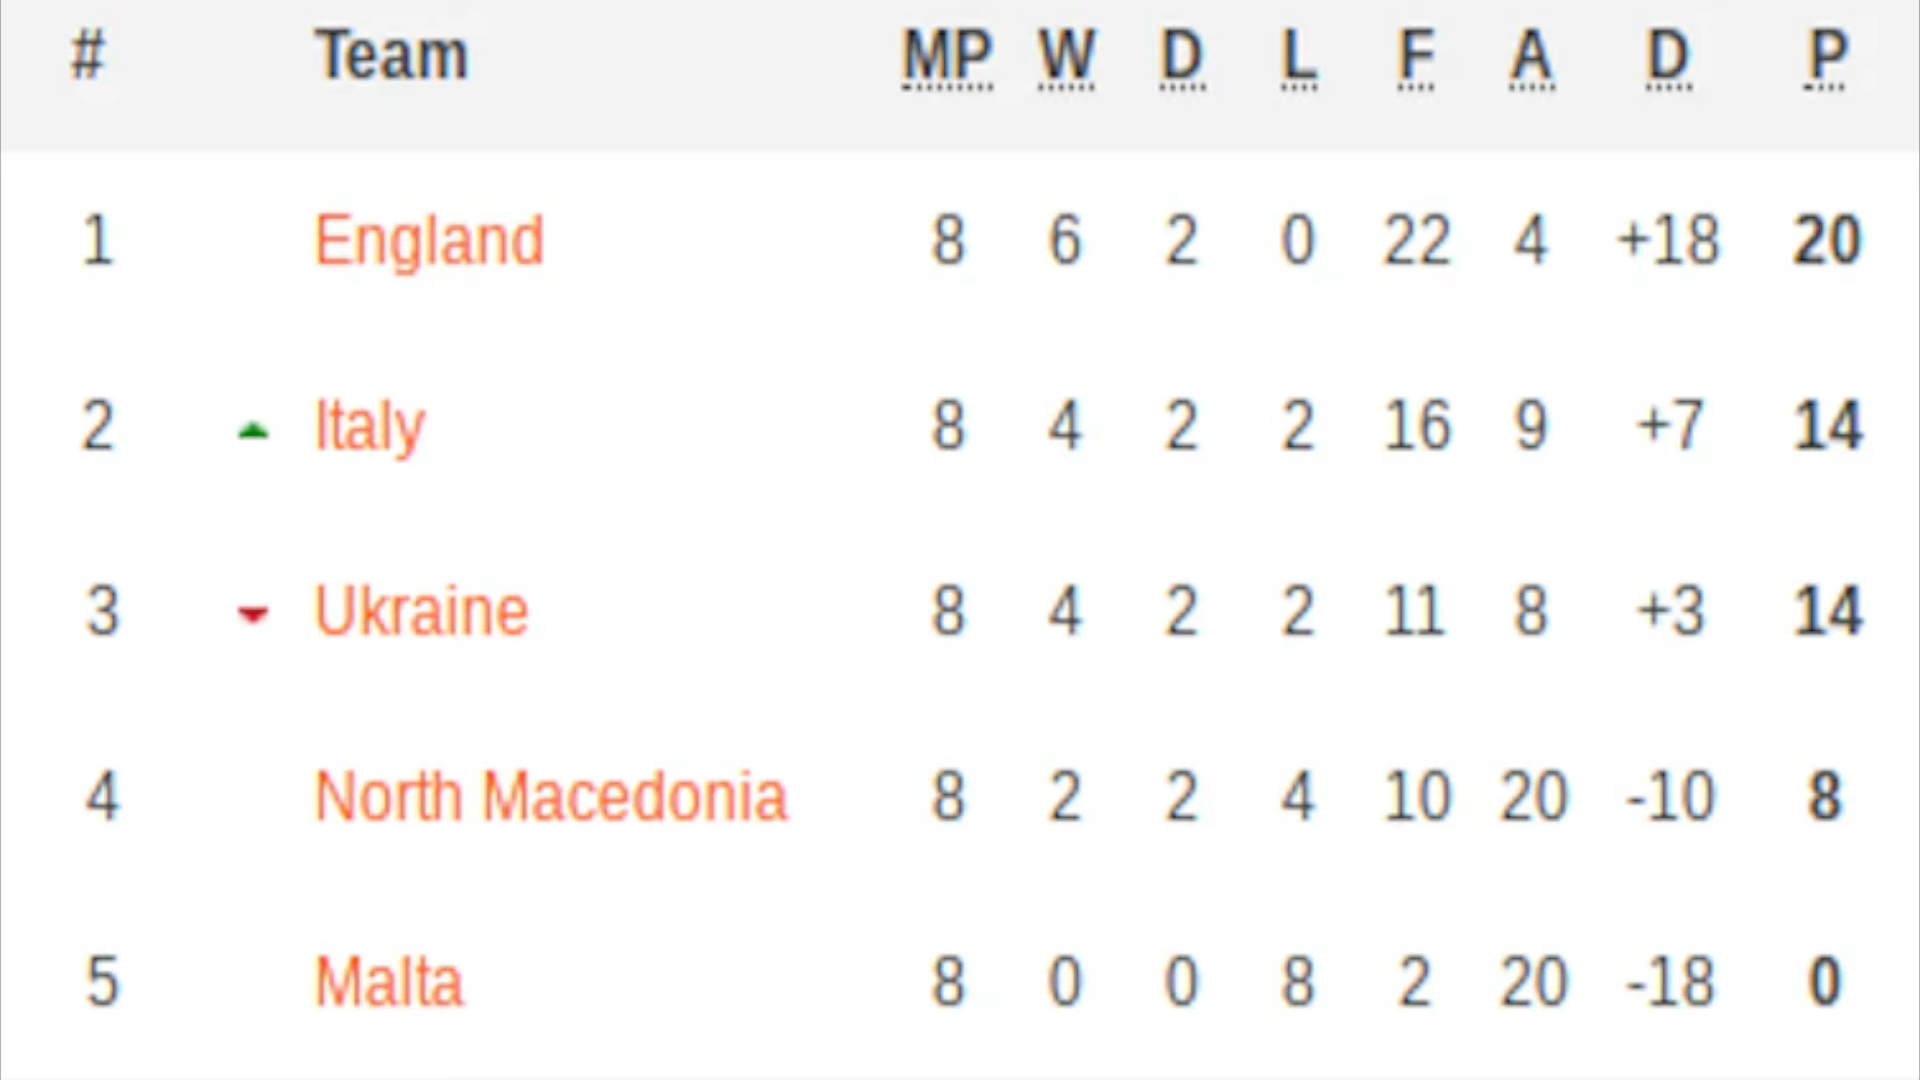 # Team MP W D L F A D P
1 England 8 6 2 0 22 4 +18 20
2 Italy 8 4 2 2 16 9 +7 14
3 Ukraine 8 4 2 2 11 8 +3 14
4 North Macedonia 8 2 2 4 10 20 -10 8
5 Malta 8 0 0 8 2 20 -18 0